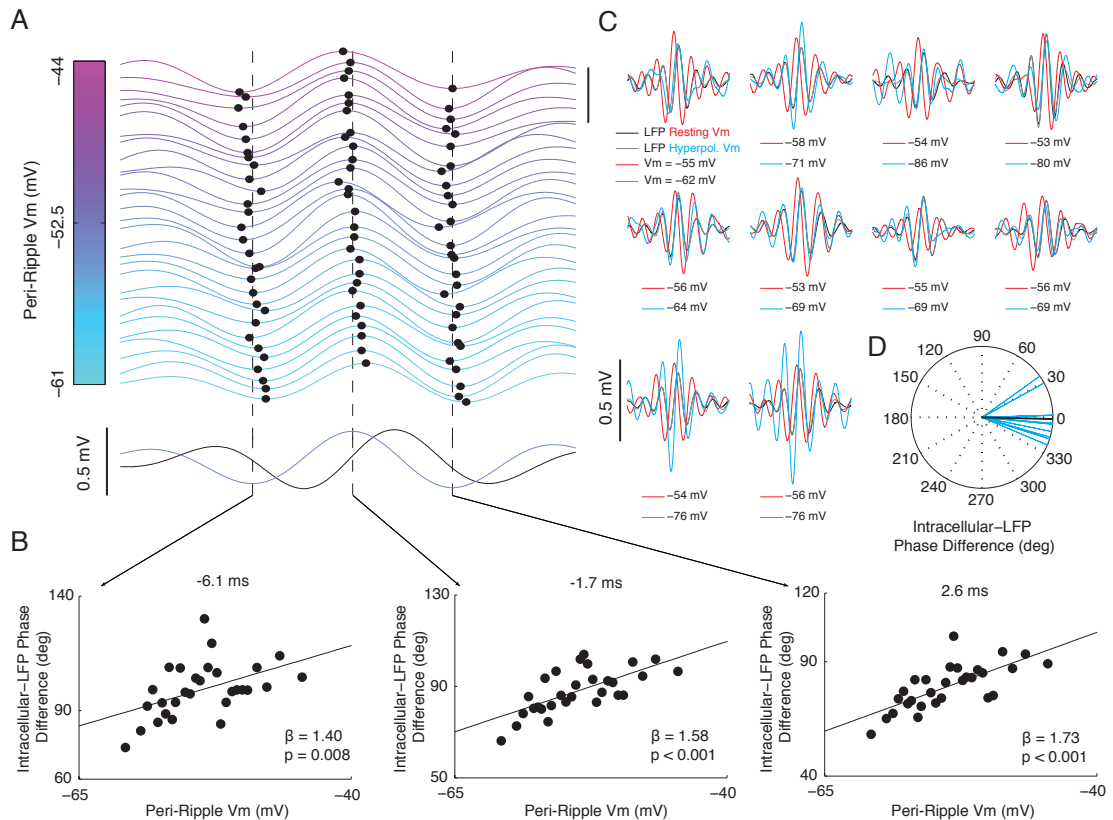 A
Peri-Ripple Vm (mV)
−44
−52.5
−61
0.5 mV
B
-6.1 ms
Intracellular−LFP Phase
Difference (deg)
140
90
60
β = 1.40
p = 0.008
−65
−40
Peri-Ripple Vm (mV)
-1.7 ms
Intracellular−LFP Phase
Difference (deg)
130
90
50
β = 1.58
p < 0.001
−65
−40
Peri-Ripple Vm (mV)
2.6 ms
Intracellular−LFP Phase
Difference (deg)
120
90
40
β = 1.73
p < 0.001
−65
−40
Peri-Ripple Vm (mV)
C
LFP Resting Vm
LFP Hyperpol. Vm
Vm = −55 mV
Vm = −62 mV
−58 mV
−71 mV
−54 mV
−86 mV
−53 mV
−80 mV
−56 mV
−64 mV
−53 mV
−69 mV
−55 mV
−69 mV
−56 mV
−69 mV
0.5 mV
−54 mV
−76 mV
−56 mV
−76 mV
D
90
60
30
0
330
300
270
240
210
180
150
120
Intracellular−LFP
Phase Difference (deg)